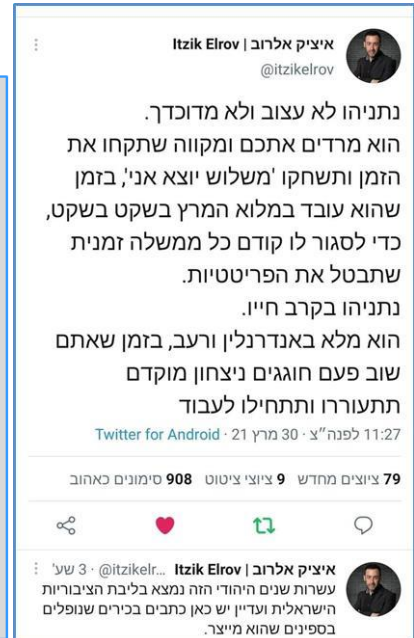 איציק אלרוב | Itzik Elrov
@itzikelrov
נתניהו לא עצוב ולא מדוכדך.
הוא מרדים אתכם ומקווה שתקחו את
הזמן ותשחקו 'משלוש יוצא אני', בזמן
שהוא עובד במלוא המרץ בשקט בשקט,
כדי לסגור לו קודם כל ממשלה זמנית
שתבטל את הפריטטיות.
נתניהו בקרב חייו.
הוא מלא באנדרנלין ורעב, בזמן שאתם
שוב פעם חוגגים ניצחון מוקדם
תתעוררו ותתחילו לעבוד
11:27 לפנה״צ · 30 מרץ 21 · Twitter for Android
79 ציוצים מחדש 9 ציוצי ציטוט 908 סימונים כאהוב
איציק אלרוב | Itzik Elrov @itzikelr... · 3 שע'
עשרות שנים היהודי הזה נמצא בליבת הציבוריות
הישראלית ועדיין יש כאן כתבים בכירים שנופלים
בספינים שהוא מייצר.